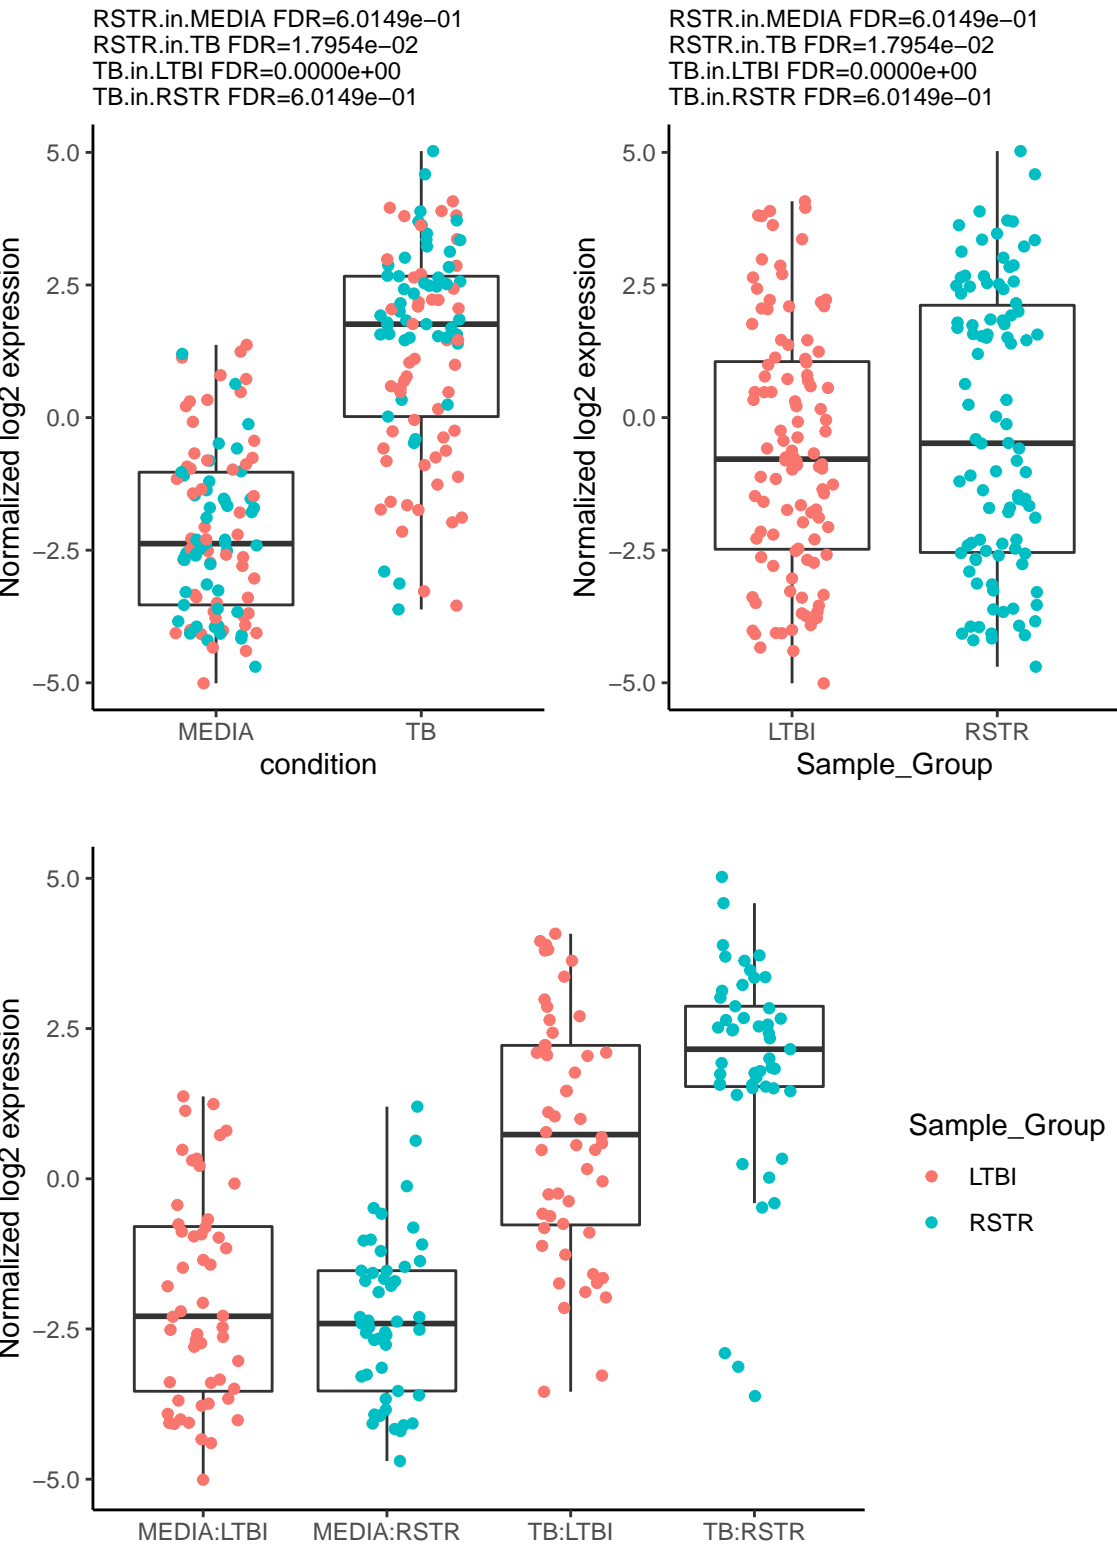 RSTR.in.MEDIA FDR=6.0149e−01
RSTR.in.TB FDR=1.7954e−02
TB.in.LTBI FDR=0.0000e+00
TB.in.RSTR FDR=6.0149e−01
RSTR.in.MEDIA FDR=6.0149e−01
RSTR.in.TB FDR=1.7954e−02
TB.in.LTBI FDR=0.0000e+00
TB.in.RSTR FDR=6.0149e−01
Normalized log2 expression
5.0
2.5
0.0
−2.5
−5.0
MEDIA TB
condition
Normalized log2 expression
5.0
2.5
0.0
−2.5
−5.0
LTBI RSTR
Sample_Group
Normalized log2 expression
5.0
2.5
0.0
−2.5
−5.0
MEDIA:LTBI MEDIA:RSTR TB:LTBI TB:RSTR
Sample_Group
LTBI
RSTR